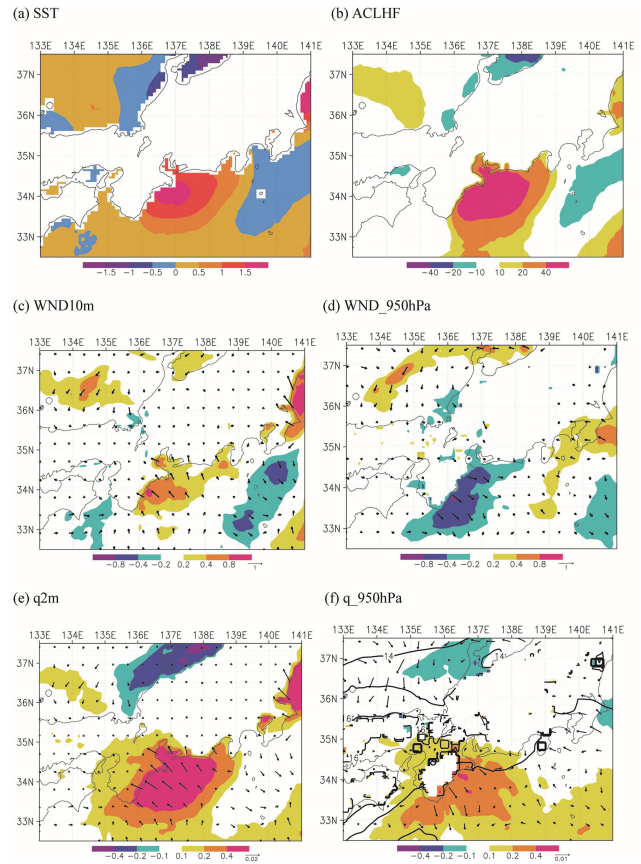 (a) SST
(b) ACLHF
133E 134E 135E 136E 137E 138E 139E 140E 141E
133E 134E 135E 136E 137E 138E 139E 140E 141E
37N
36N
35N
34N
33N
37N
36N
35N
34N
33N
−1.5 −1 −0.5 0 0.5 1 1.5
−40 −20 −10 10 20 40
(c) WND10m
(d) WND_950hPa
133E 134E 135E 136E 137E 138E 139E 140E 141E
133E 134E 135E 136E 137E 138E 139E 140E 141E
37N
36N
35N
34N
33N
37N
36N
35N
34N
33N
−0.8 −0.4 −0.2 0.2 0.4 0.8 1
−0.8 −0.4 −0.2 0.2 0.4 0.8 1
(e) q2m
(f) q_950hPa
133E 134E 135E 136E 137E 138E 139E 140E 141E
133E 134E 135E 136E 137E 138E 139E 140E 141E
37N
36N
35N
34N
33N
37N
36N
35N
34N
33N
14
14
−0.4 −0.2 −0.1 0.1 0.2 0.4 0.02
−0.4 −0.2 −0.1 0.1 0.2 0.4 0.01